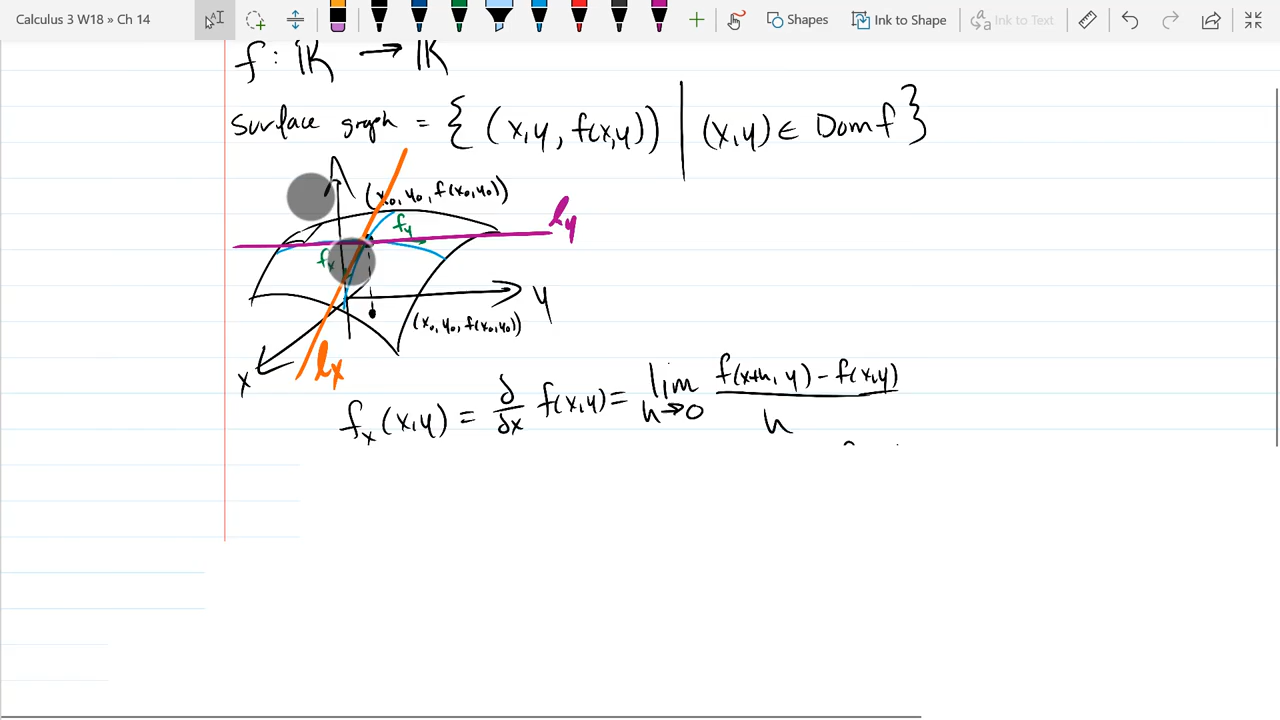 Calculus 3 W18 » Ch 14
Shapes
Ink to Shape
Ink to Text
f : ℝ → ℝ
Surface graph = { (x,y, f(x,y)) | (x,y) ∈ Dom f }
(x₀, y₀, f(x₀,y₀))
ly
fy
fx
y
(x₀, y₀, f(x₀,y₀))
x
lx
fₓ(x,y) = ∂/∂x f(x,y) = lim h→0 f(x+h, y) - f(x,y) / h